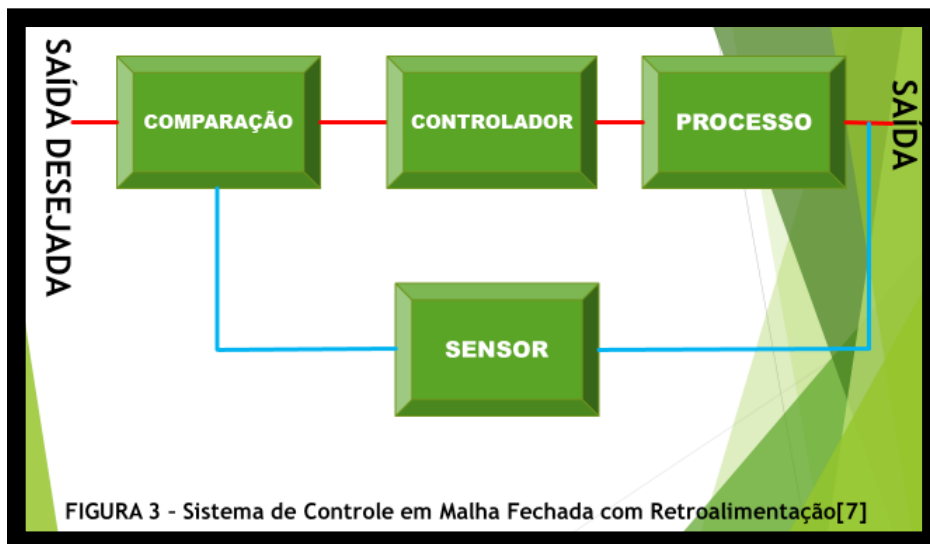 SAÍDA DESEJADA
COMPARAÇÃO
CONTROLADOR
PROCESSO
SAÍDA
SENSOR
FIGURA 3 - Sistema de Controle em Malha Fechada com Retroalimentação[7]